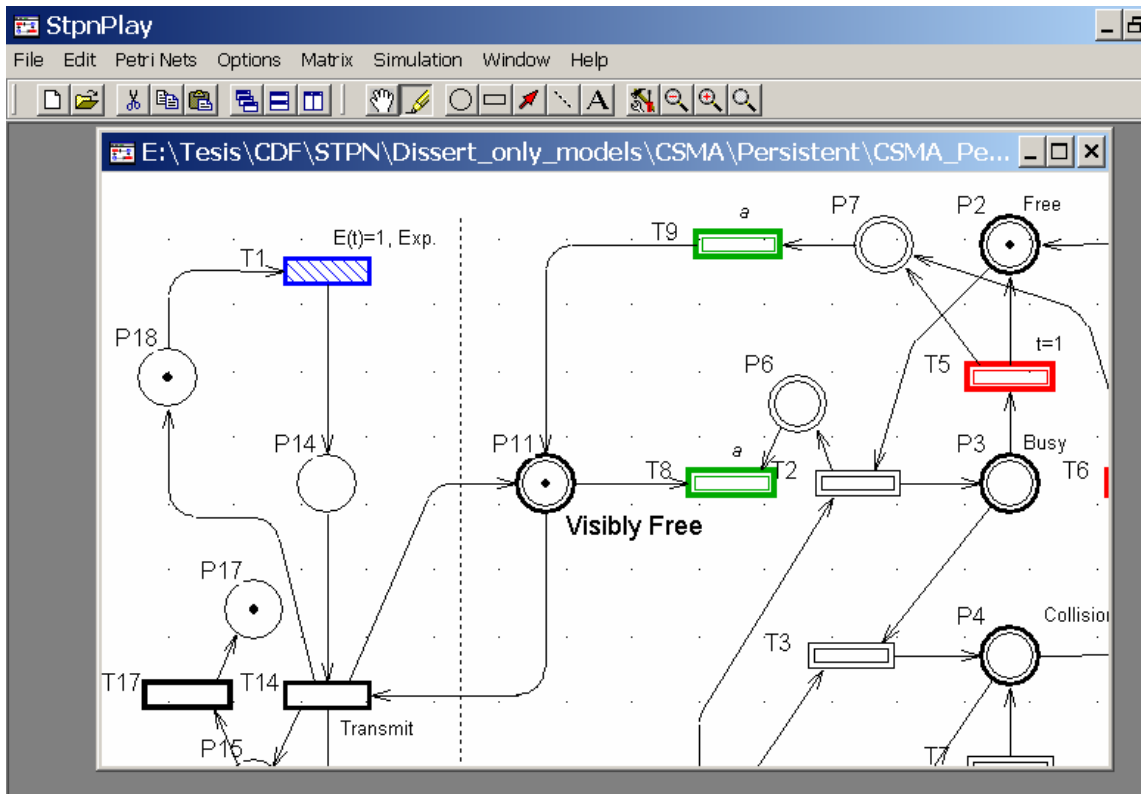 StpnPlay
File Edit Petri Nets Options Matrix Simulation Window Help
A
E:\Tesis\CDF\STPN\Dissert_only_models\CSMA\Persistent\CSMA_Pe...
a
P7
P2
Free
T9
E(t)=1, Exp.
T1
t=1
P18
P6
T5
P14
P11
a
P3
Busy
T8
T2
T6
Visibly Free
P17
P4
Collision
T3
T17
T14
Transmit
P15
T7